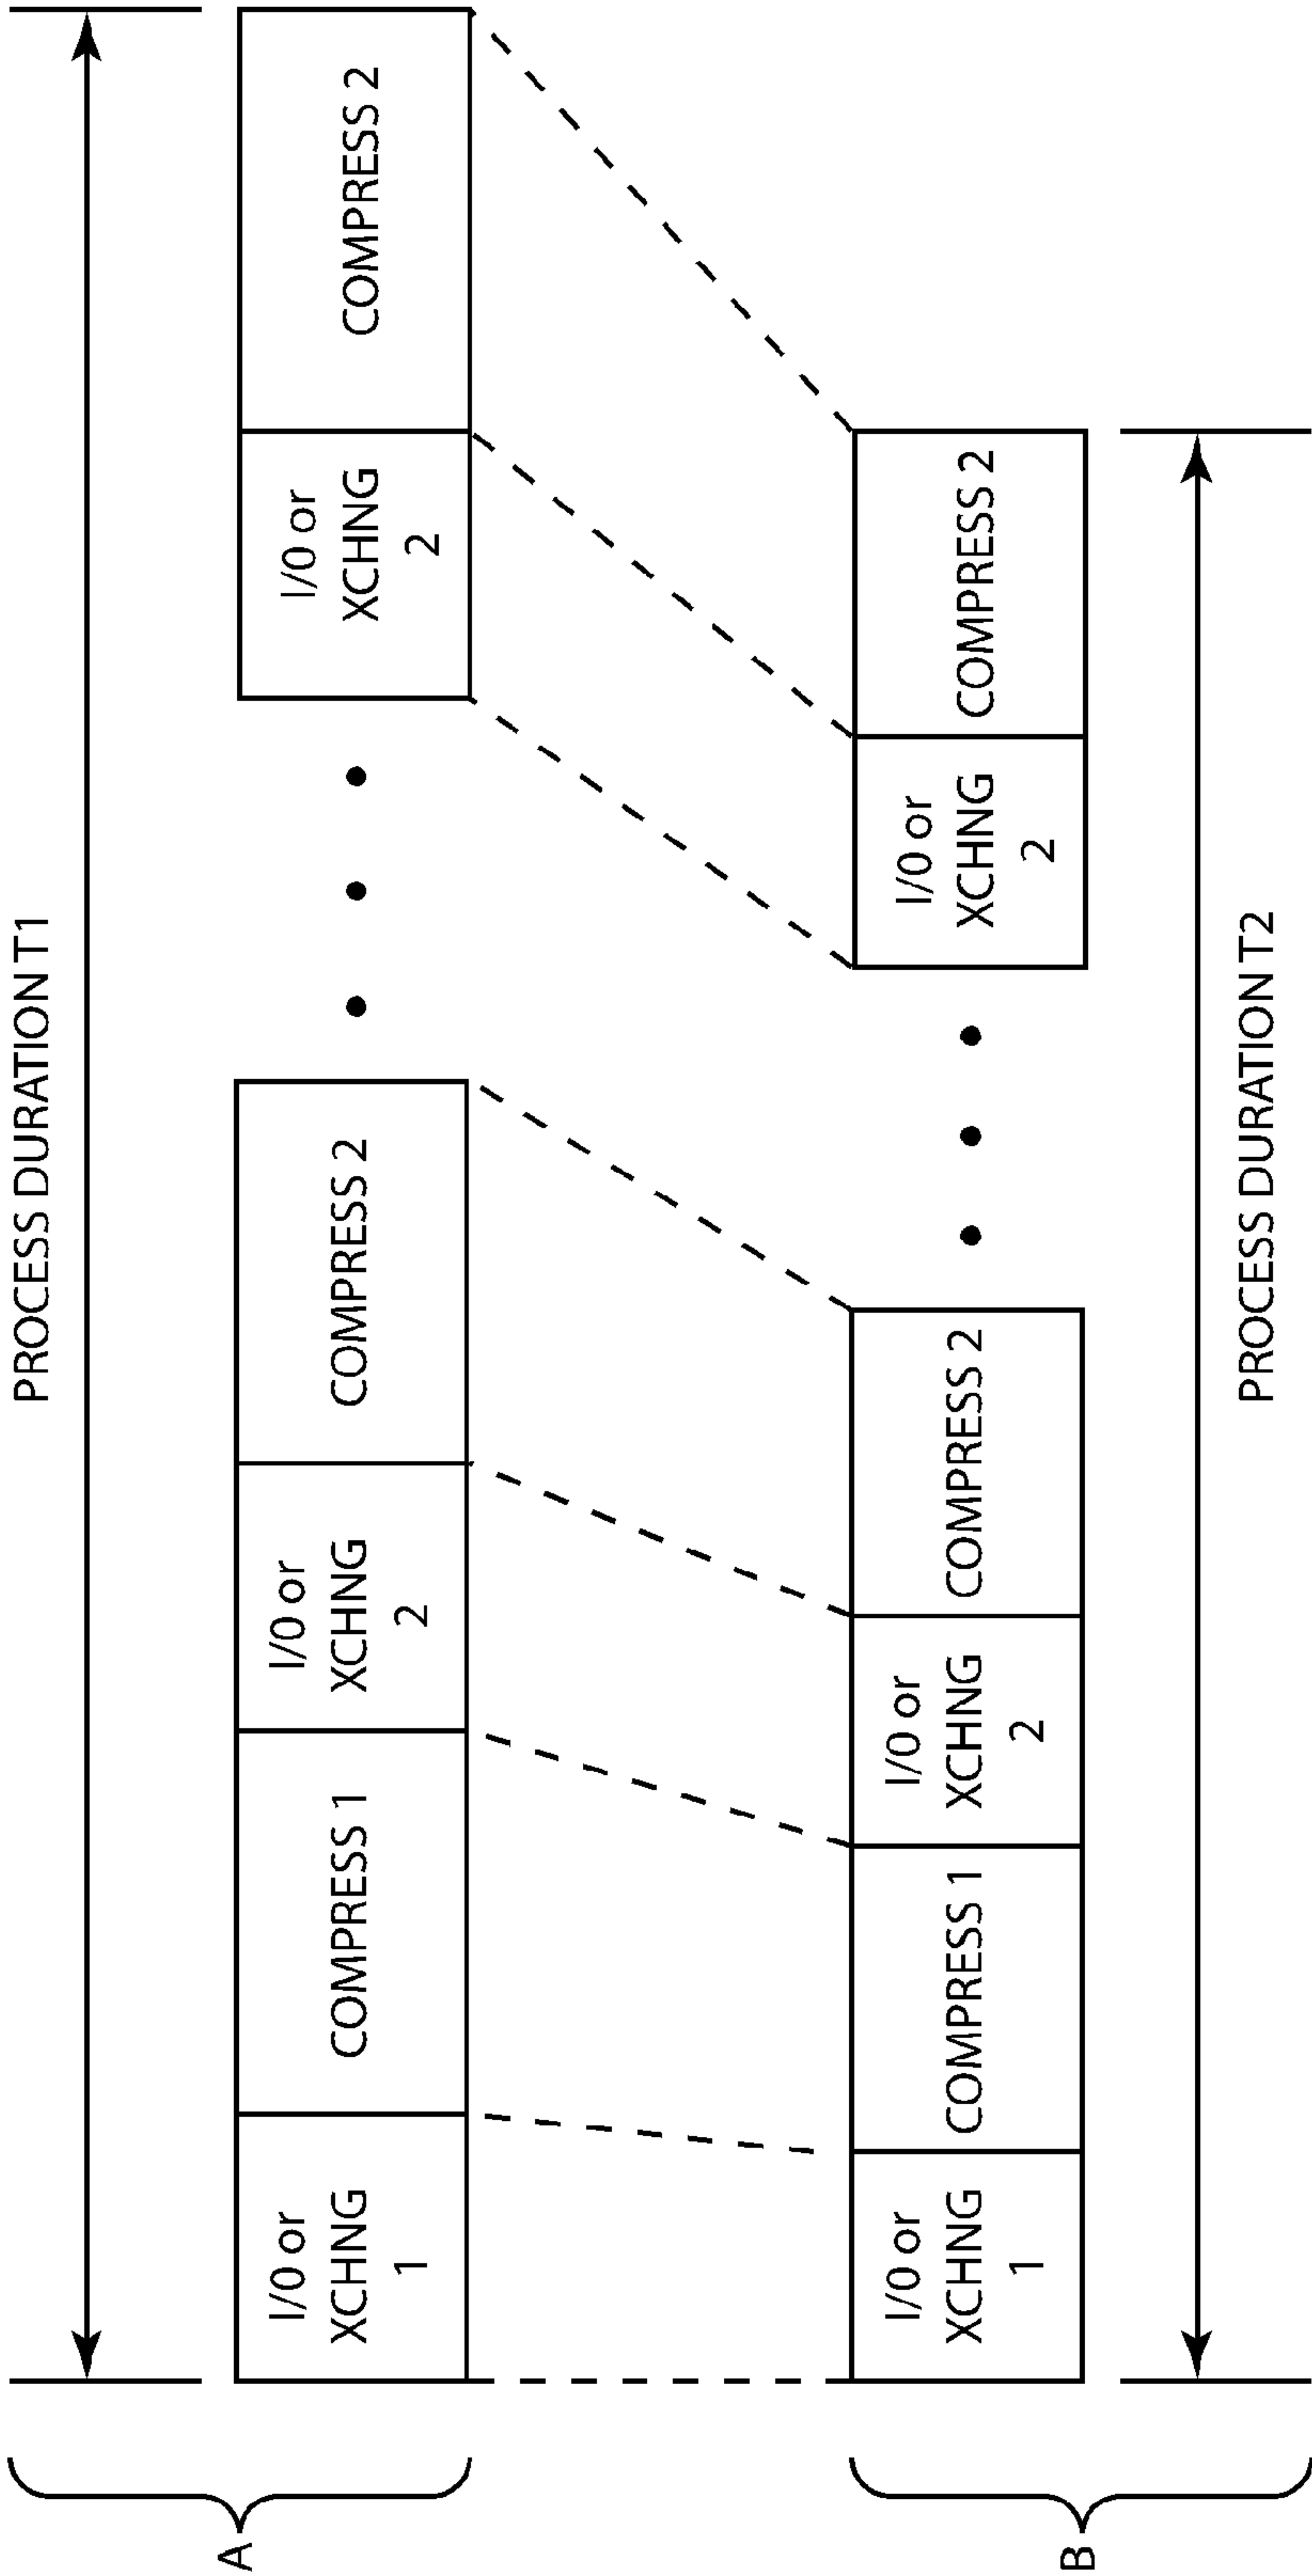 PROCESS DURATION T1
A
I/0 or
XCHNG
1
COMPRESS 1
I/0 or
XCHNG
2
COMPRESS 2
I/0 or
XCHNG
2
COMPRESS 2
B
I/0 or
XCHNG
1
COMPRESS 1
I/0 or
XCHNG
2
COMPRESS 2
I/0 or
XCHNG
2
COMPRESS 2
PROCESS DURATION T2